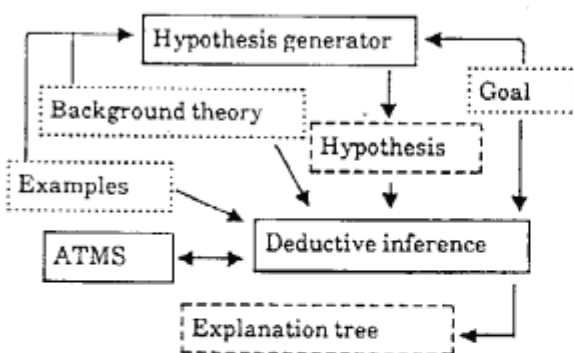 Hypothesis generator
Background theory
Goal
Hypothesis
Examples
Deductive inference
ATMS
Explanation tree